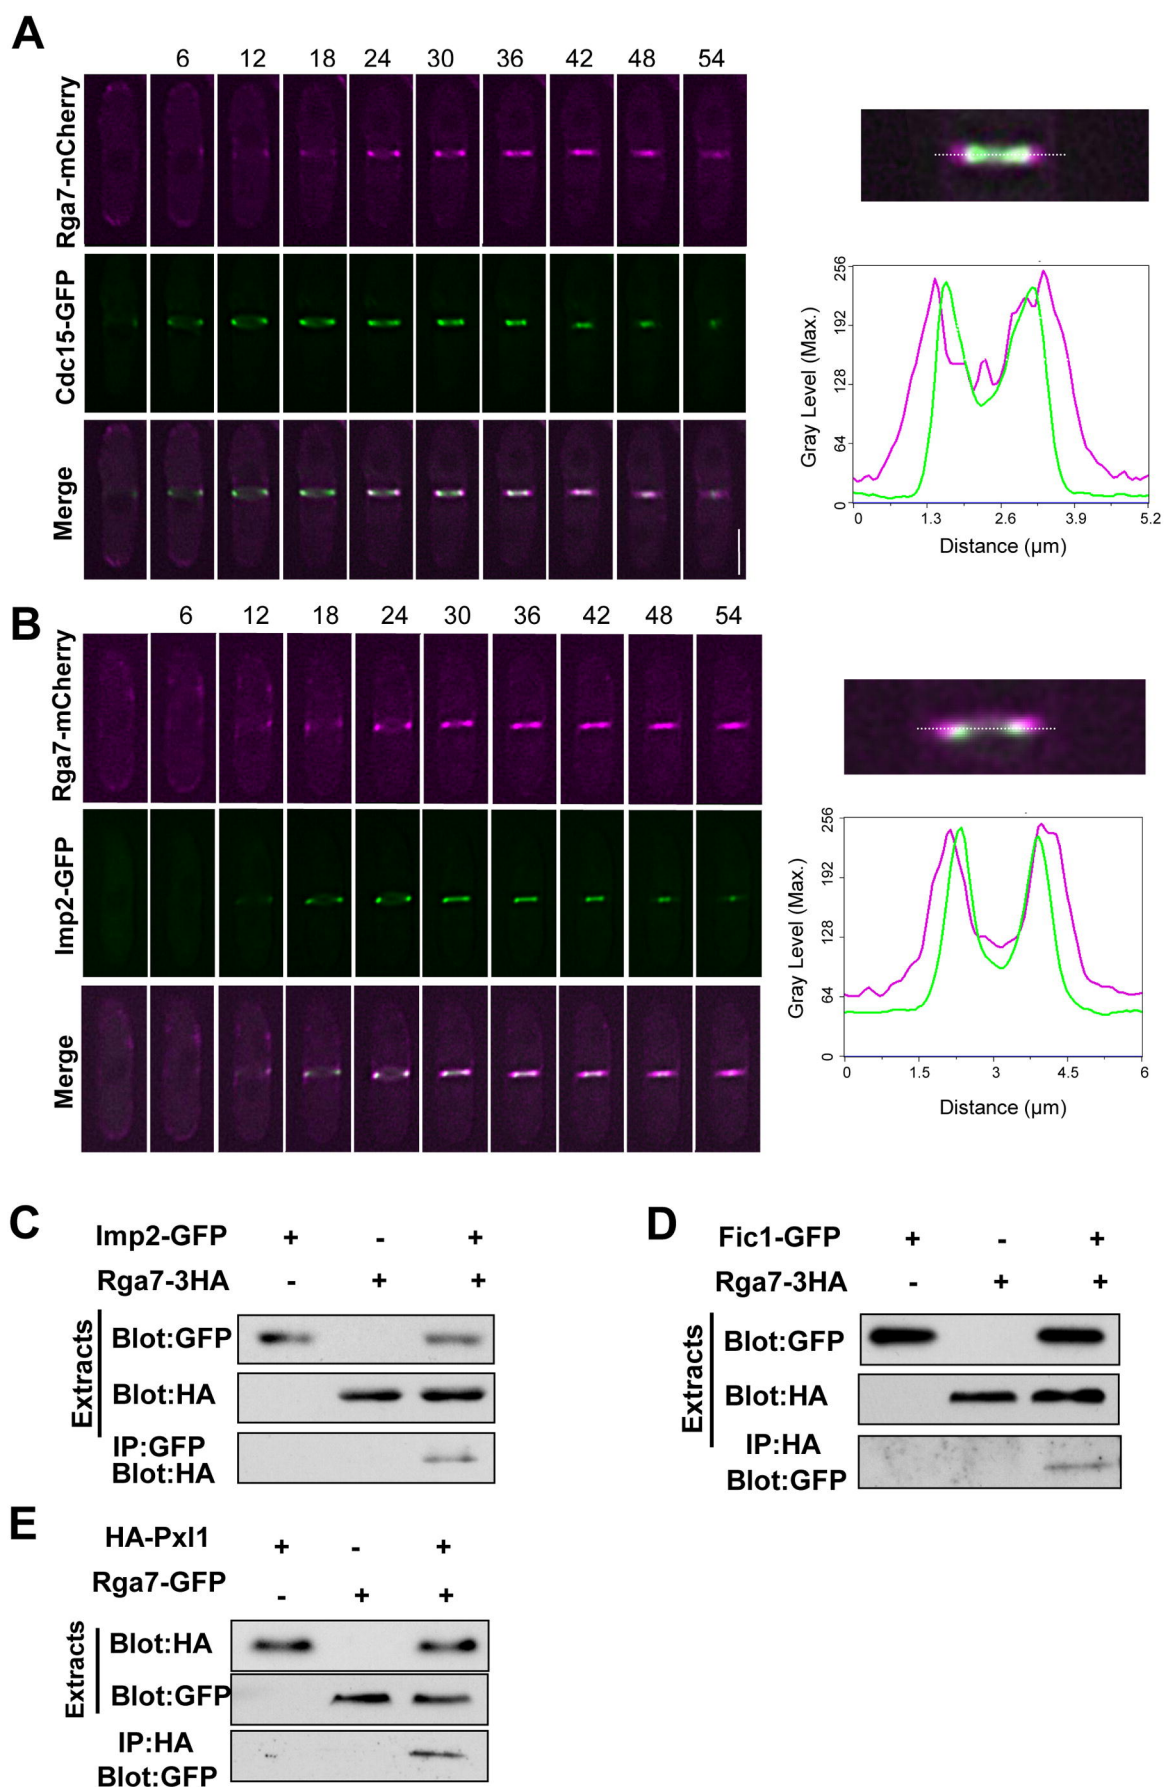 A
6 12 18 24 30 36 42 48 54
Rga7-mCherry
Cdc15-GFP
Merge
256
192
128
64
0
Gray Level (Max.)
0 1.3 2.6 3.9 5.2
Distance (µm)
B
6 12 18 24 30 36 42 48 54
Rga7-mCherry
Imp2-GFP
Merge
256
192
128
64
0
Gray Level (Max.)
0 1.5 3 4.5 6
Distance (µm)
C
Imp2-GFP + - +
Rga7-3HA - + +
Extracts
Blot:GFP
Blot:HA
IP:GFP
Blot:HA
D
Fic1-GFP + - +
Rga7-3HA - + +
Extracts
Blot:GFP
Blot:HA
IP:HA
Blot:GFP
E
HA-Pxl1 + - +
Rga7-GFP - + +
Extracts
Blot:HA
Blot:GFP
IP:HA
Blot:GFP